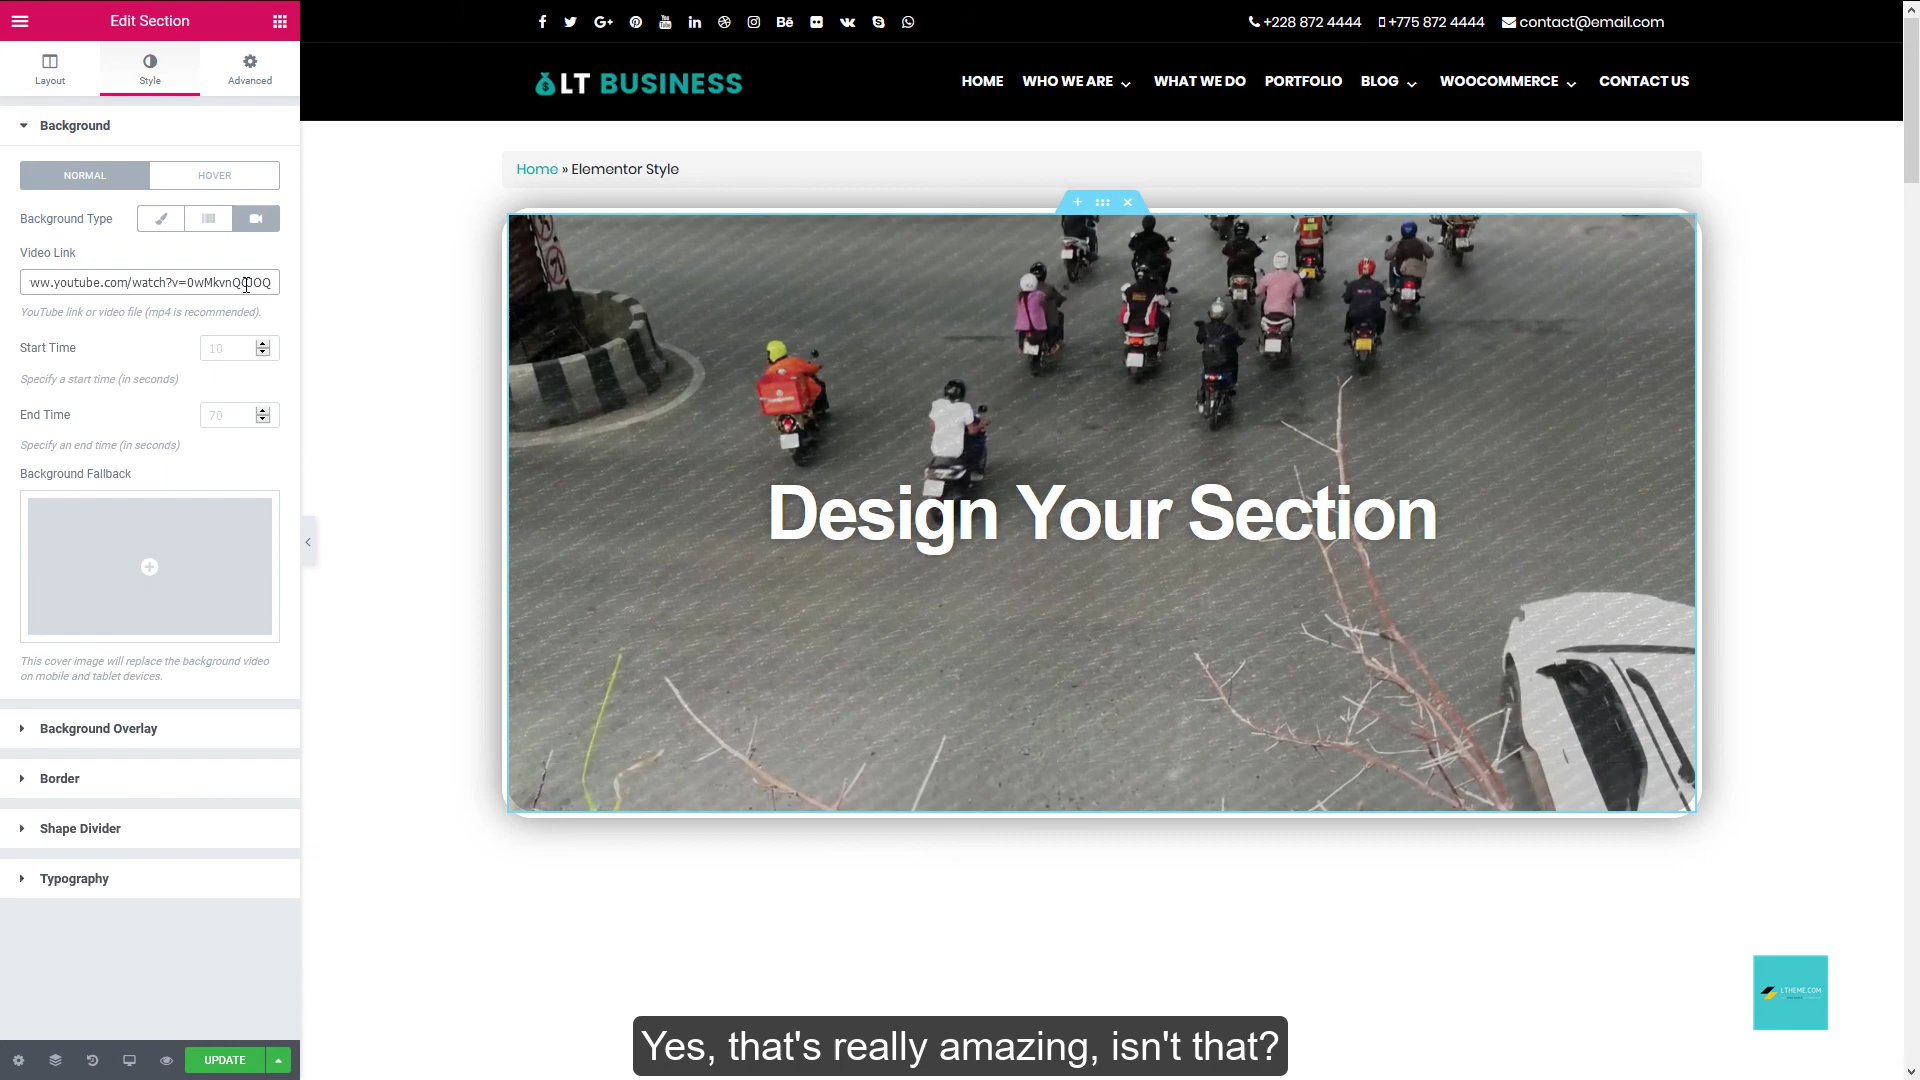 Edit Section
Layout
Style
Advanced
Background
NORMAL
HOVER
Background Type
Video Link
YouTube link or video file (mp4 is recommended).
Start Time
10
Specify a start time (in seconds)
End Time
70
Specify an end time (in seconds)
Background Fallback
This cover image will replace the background video
on mobile and tablet devices.
Background Overlay
Border
Shape Divider
Typography
UPDATE
+228 872 4444
+775 872 4444
contact@email.com
LT BUSINESS
HOME
WHO WE ARE
WHAT WE DO
PORTFOLIO
BLOG
WOOCOMMERCE
CONTACT US
Home » Elementor Style
Design Your Section
LTHEME.COM
Yes, that's really amazing, isn't that?